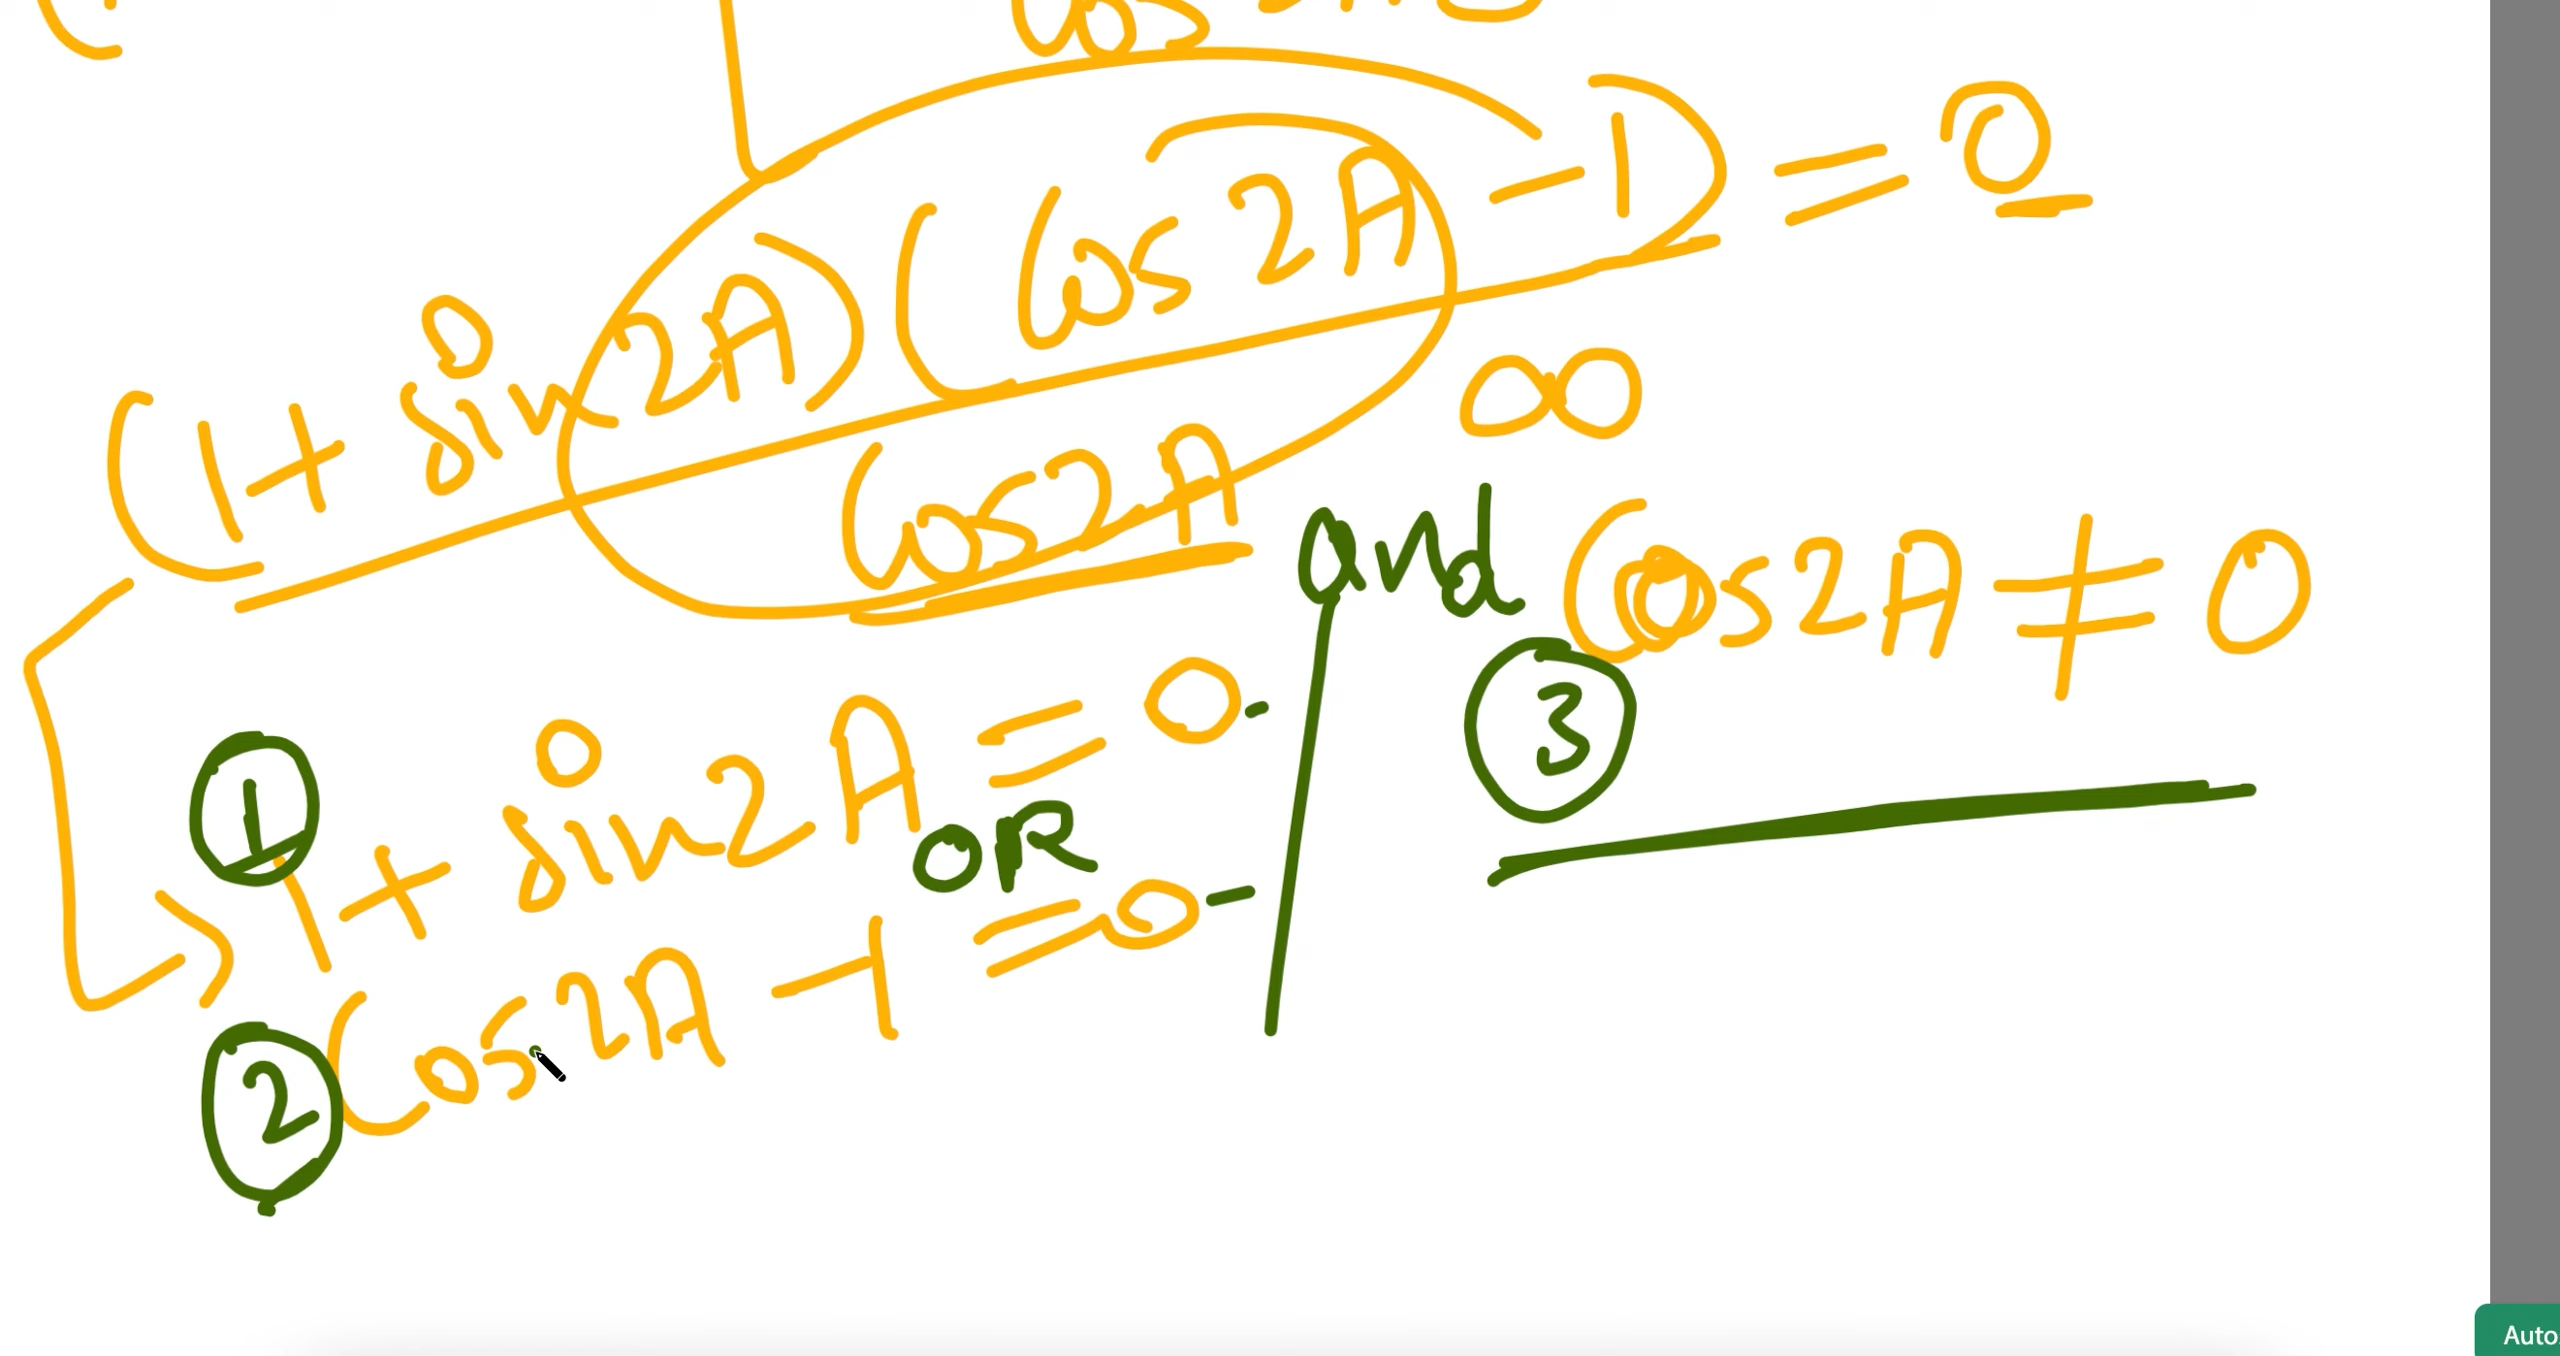 Cos
(1 + sin2A) (Cos2A - 1) = 0
Cos2A
∞
and Cos2A ≠ 0
③
① 1 + sin2A = 0
OR
② Cos2A - 1 = 0
Auto